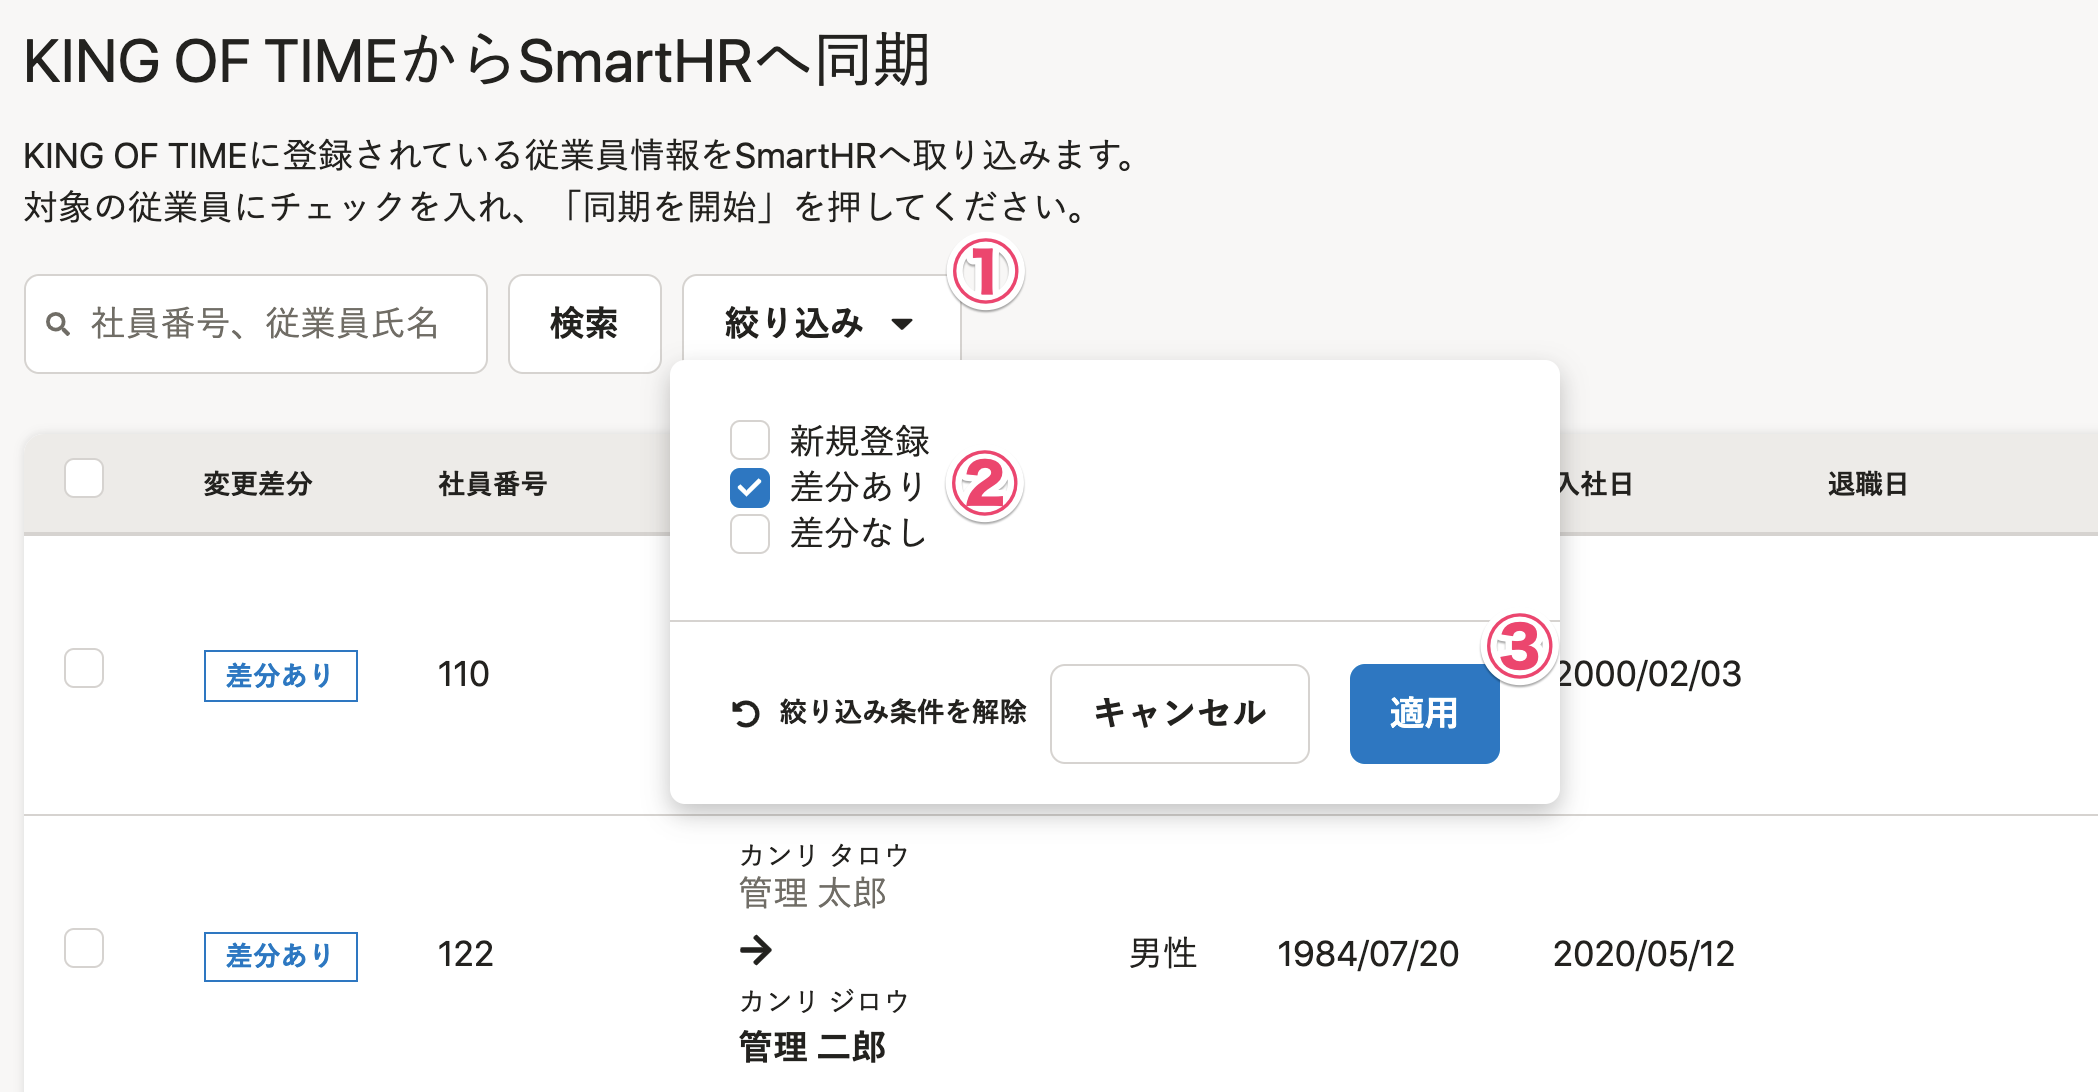 KING OF TIMEからSmartHRへ同期
KING OF TIMEに登録されている従業員情報をSmartHRへ取り込みます。
対象の従業員にチェックを入れ、「同期を開始」を押してください。
社員番号、従業員氏名
検索
絞り込み
①
新規登録
差分あり
②
差分なし
③
絞り込み条件を解除
キャンセル
適用
変更差分
社員番号
入社日
退職日
差分あり
110
2000/02/03
差分あり
122
カンリ タロウ
管理 太郎
→
カンリ ジロウ
管理 二郎
男性
1984/07/20
2020/05/12